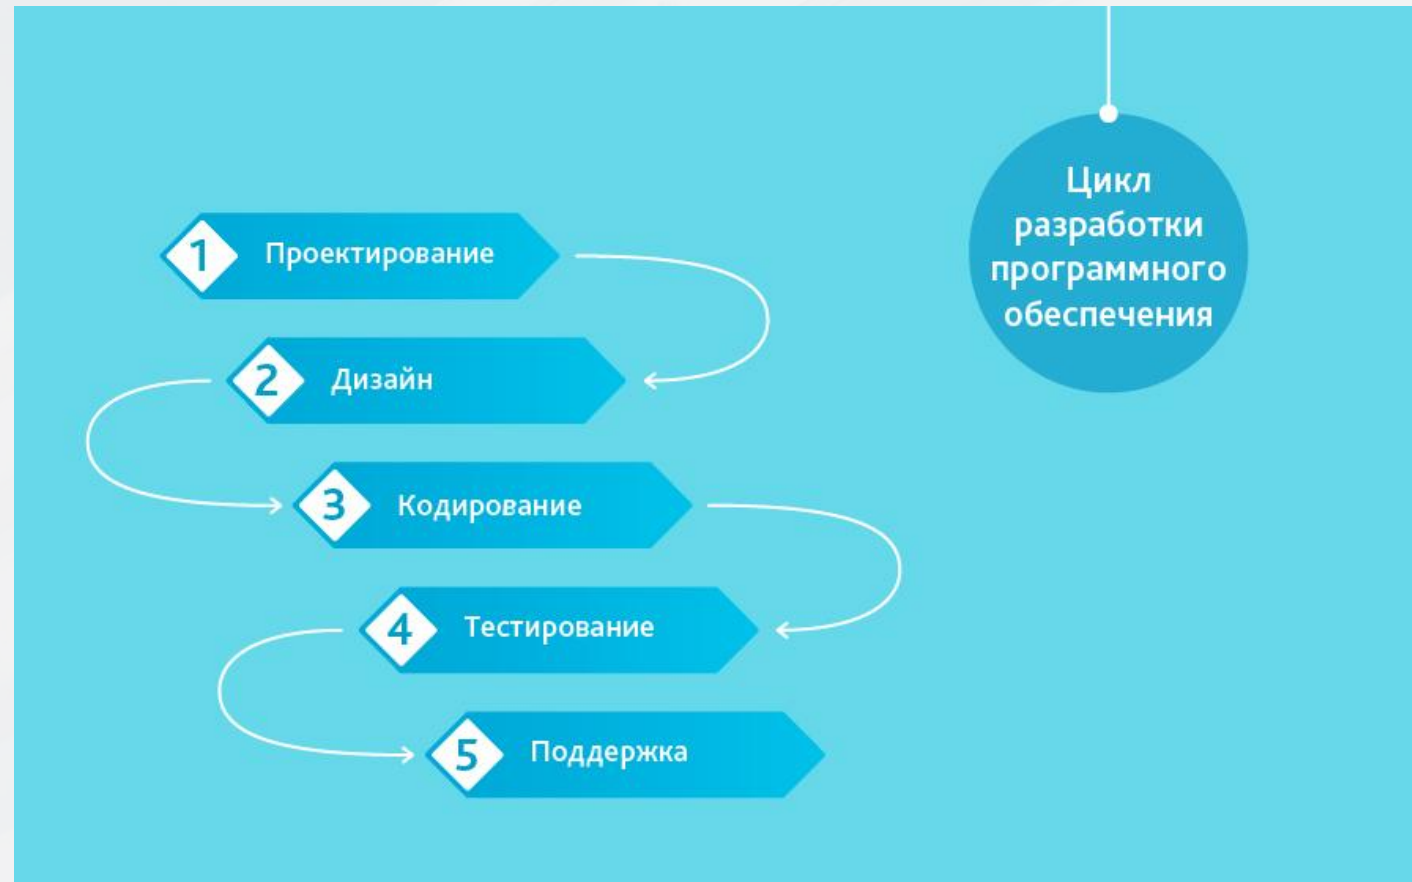 Цикл
разработки
программного
обеспечения
1 Проектирование
2 Дизайн
3 Кодирование
4 Тестирование
5 Поддержка